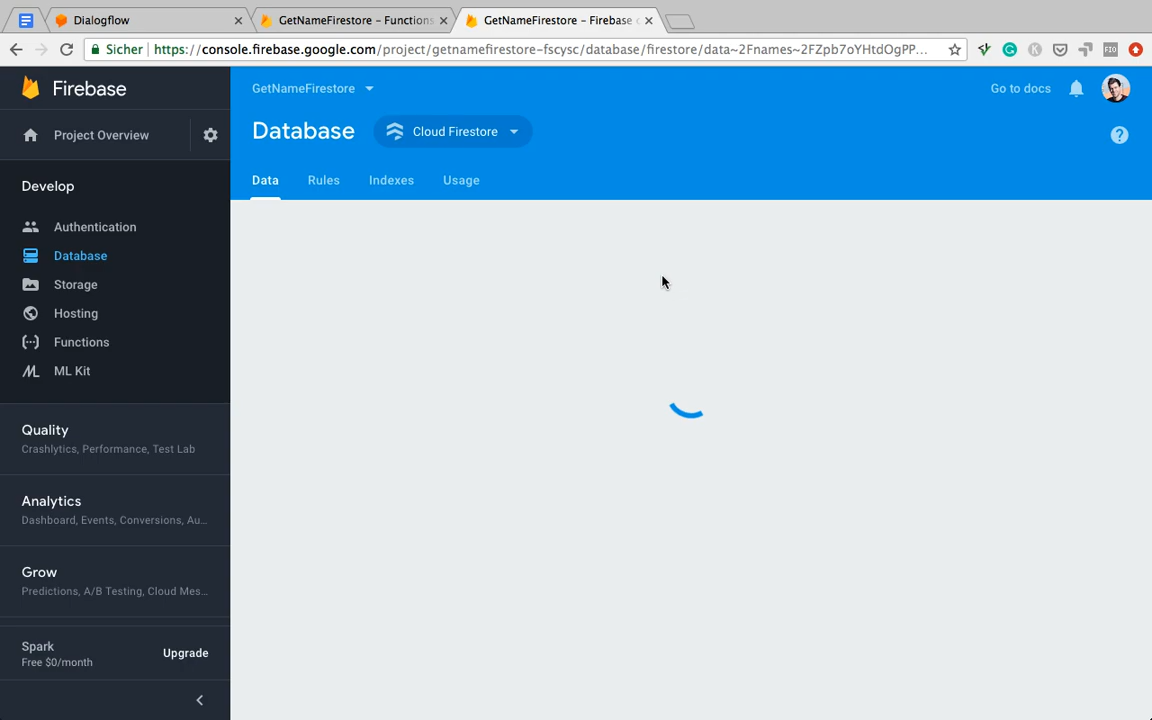 Dialogflow
GetNameFirestore – Functions
GetNameFirestore – Firebase c
Sicher
https://console.firebase.google.com/project/getnamefirestore-fscysc/database/firestore/data~2Fnames~2FZpb7oYHtdOgPP...
FIO
Firebase
GetNameFirestore
Go to docs
Project Overview
Database
Cloud Firestore
?
Data
Rules
Indexes
Usage
Develop
Authentication
Database
Storage
Hosting
Functions
ML Kit
Quality
Crashlytics, Performance, Test Lab
Analytics
Dashboard, Events, Conversions, Au...
Grow
Predictions, A/B Testing, Cloud Mes...
Spark
Free $0/month
Upgrade